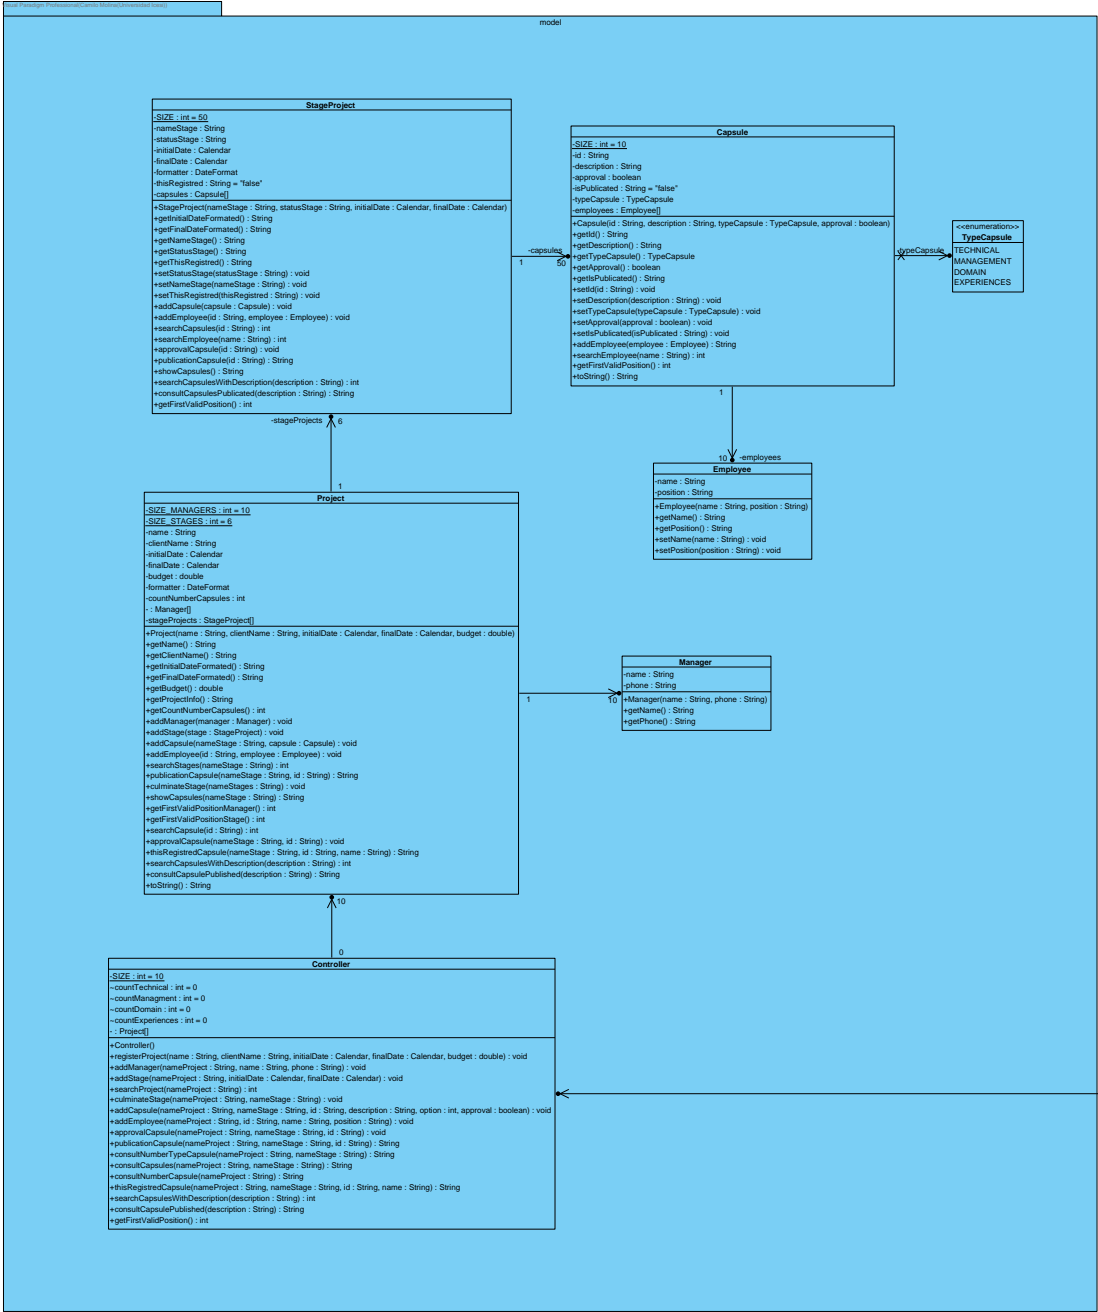 Visual Paradigm Professional(Camilo Molina(Universidad Icesi))
model
StageProject
-SIZE : int = 50
-nameStage : String
-statusStage : String
-initialDate : Calendar
-finalDate : Calendar
-formatter : DateFormat
-thisRegistred : String = "false"
-capsules : Capsule[]
+StageProject(nameStage : String, statusStage : String, initialDate : Calendar, finalDate : Calendar)
+getInitialDateFormated() : String
+getFinalDateFormated() : String
+getNameStage() : String
+getStatusStage() : String
+getThisRegistred() : String
+setStatusStage(statusStage : String) : void
+setNameStage(nameStage : String) : void
+setThisRegistred(thisRegistred : String) : void
+addCapsule(capsule : Capsule) : void
+addEmployee(id : String, employee : Employee) : void
+searchCapsules(id : String) : int
+searchEmployee(name : String) : int
+approvalCapsule(id : String) : void
+publicationCapsule(id : String) : String
+showCapsules() : String
+searchCapsulesWithDescription(description : String) : int
+consultCapsulesPublicated(description : String) : String
+getFirstValidPosition() : int
-capsules
1
50
Capsule
-SIZE : int = 10
-id : String
-description : String
-approval : boolean
-isPublicated : String = "false"
-typeCapsule : TypeCapsule
-employees : Employee[]
+Capsule(id : String, description : String, typeCapsule : TypeCapsule, approval : boolean)
+getId() : String
+getDescription() : String
+getTypeCapsule() : TypeCapsule
+getApproval() : boolean
+getIsPublicated() : String
+setId(id : String) : void
+setDescription(description : String) : void
+setTypeCapsule(typeCapsule : TypeCapsule) : void
+setApproval(approval : boolean) : void
+setIsPublicated(isPublicated : String) : void
+addEmployee(employee : Employee) : String
+searchEmployee(name : String) : int
+getFirstValidPosition() : int
+toString() : String
-typeCapsule
<<enumeration>>
TypeCapsule
TECHNICAL
MANAGEMENT
DOMAIN
EXPERIENCES
1
10
-employees
Employee
-name : String
-position : String
+Employee(name : String, position : String)
+getName() : String
+getPosition() : String
+setName(name : String) : void
+setPosition(position : String) : void
-stageProjects
6
1
Project
-SIZE_MANAGERS : int = 10
-SIZE_STAGES : int = 6
-name : String
-clientName : String
-initialDate : Calendar
-finalDate : Calendar
-budget : double
-formatter : DateFormat
-countNumberCapsules : int
- : Manager[]
-stageProjects : StageProject[]
+Project(name : String, clientName : String, initialDate : Calendar, finalDate : Calendar, budget : double)
+getName() : String
+getClientName() : String
+getInitialDateFormated() : String
+getFinalDateFormated() : String
+getBudget() : double
+getProjectInfo() : String
+getCountNumberCapsules() : int
+addManager(manager : Manager) : void
+addStage(stage : StageProject) : void
+addCapsule(nameStage : String, capsule : Capsule) : void
+addEmployee(id : String, employee : Employee) : void
+searchStages(nameStage : String) : int
+publicationCapsule(nameStage : String, id : String) : String
+culminateStage(nameStages : String) : void
+showCapsules(nameStage : String) : String
+getFirstValidPositionManager() : int
+getFirstValidPositionStage() : int
+searchCapsule(id : String) : int
+approvalCapsule(nameStage : String, id : String) : void
+thisRegistredCapsule(nameStage : String, id : String, name : String) : String
+searchCapsulesWithDescription(description : String) : int
+consultCapsulePublished(description : String) : String
+toString() : String
1
10
Manager
-name : String
-phone : String
+Manager(name : String, phone : String)
+getName() : String
+getPhone() : String
10
0
Controller
-SIZE : int = 10
~countTechnical : int = 0
~countManagment : int = 0
~countDomain : int = 0
~countExperiences : int = 0
- : Project[]
+Controller()
+registerProject(name : String, clientName : String, initialDate : Calendar, finalDate : Calendar, budget : double) : void
+addManager(nameProject : String, name : String, phone : String) : void
+addStage(nameProject : String, initialDate : Calendar, finalDate : Calendar) : void
+searchProject(nameProject : String) : int
+culminateStage(nameProject : String, nameStage : String) : void
+addCapsule(nameProject : String, nameStage : String, id : String, description : String, option : int, approval : boolean) : void
+addEmployee(nameProject : String, id : String, name : String, position : String) : void
+approvalCapsule(nameProject : String, nameStage : String, id : String) : void
+publicationCapsule(nameProject : String, nameStage : String, id : String) : String
+consultNumberTypeCapsule(nameProject : String, nameStage : String) : String
+consultCapsules(nameProject : String, nameStage : String) : String
+consultNumberCapsule(nameProject : String) : String
+thisRegistredCapsule(nameProject : String, nameStage : String, id : String, name : String) : String
+searchCapsulesWithDescription(description : String) : int
+consultCapsulePublished(description : String) : String
+getFirstValidPosition() : int